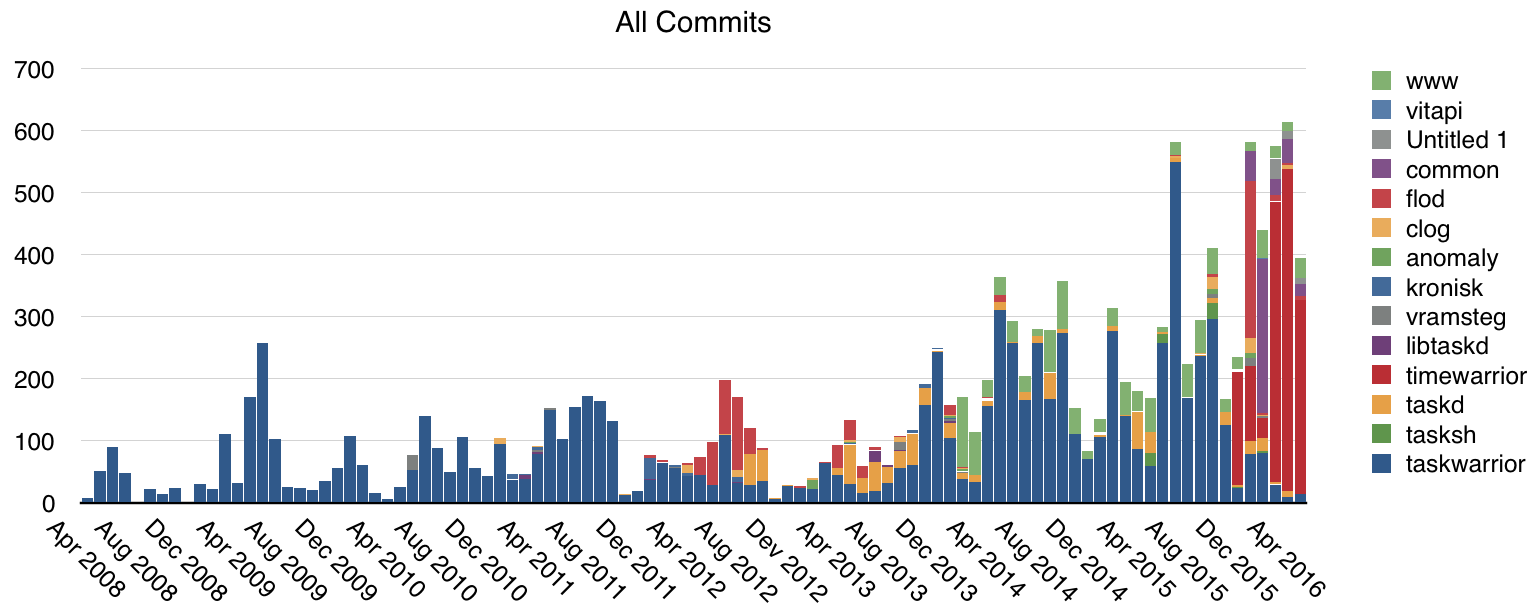 All Commits
700
600
500
400
300
200
100
0
Apr 2008
Aug 2008
Dec 2008
Apr 2009
Aug 2009
Dec 2009
Apr 2010
Aug 2010
Dec 2010
Apr 2011
Aug 2011
Dec 2011
Apr 2012
Aug 2012
Dev 2012
Apr 2013
Aug 2013
Dec 2013
Apr 2014
Aug 2014
Dec 2014
Apr 2015
Aug 2015
Dec 2015
Apr 2016
www
vitapi
Untitled 1
common
flod
clog
anomaly
kronisk
vramsteg
libtaskd
timewarrior
taskd
tasksh
taskwarrior